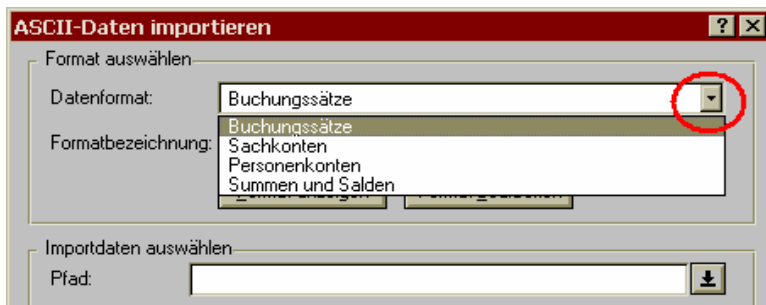 ASCII-Daten importieren
Format auswählen
Datenformat:
Buchungssätze
Buchungssätze
Formatbezeichnung:
Sachkonten
Personenkonten
Summen und Salden
Importdaten auswählen
Pfad: